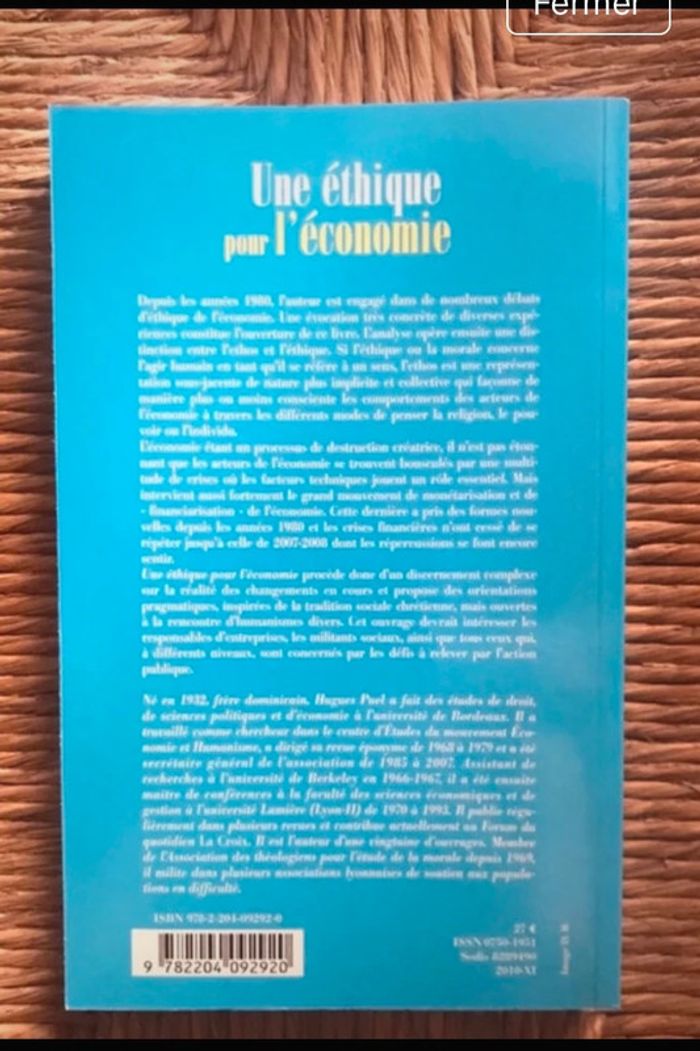 Fermer
Une éthique
pour l'économie
Depuis les années 1980, l'auteur est engagé dans de nombreux débats
d'éthique de l'économie. Une évocation très concrète de diverses expé-
riences constitue l'ouverture de ce livre. L'analyse opère ensuite une dis-
tinction entre l'ethos et l'éthique. Si l'éthique ou la morale concerne
l'agir humain en tant qu'il se réfère à un sens, l'ethos est une représen-
tation sous-jacente de nature plus implicite et collective qui façonne de
manière plus ou moins consciente les comportements des acteurs de
l'économie à travers les différents modes de penser la religion, le pou-
voir ou l'individu.
L'économie étant un processus de destruction créatrice, il n'est pas éton-
nant que les acteurs de l'économie se trouvent bousculés par une multi-
tude de crises où les facteurs techniques jouent un rôle essentiel. Mais
intervient aussi fortement le grand mouvement de monétarisation et de
« financiarisation » de l'économie. Cette dernière a pris des formes nou-
velles depuis les années 1980 et les crises financières n'ont cessé de se
répéter jusqu'à celle de 2007-2008 dont les répercussions se font encore
sentir.
Une éthique pour l'économie procède donc d'un discernement complexe
sur la réalité des changements en cours et propose des orientations
pragmatiques, inspirées de la tradition sociale chrétienne, mais ouvertes
à la rencontre d'humanismes divers. Cet ouvrage devrait intéresser les
responsables d'entreprises, les militants sociaux, ainsi que tous ceux qui,
à différents niveaux, sont concernés par les défis à relever par l'action
publique.
Né en 1932, frère dominicain, Hugues Puel a fait des études de droit,
de sciences politiques et d'économie à l'université de Bordeaux. Il a
travaillé comme chercheur dans le centre d'Études du mouvement Éco-
nomie et Humanisme, a dirigé sa revue éponyme de 1968 à 1979 et a été
secrétaire général de l'association de 1985 à 2007. Assistant de
recherches à l'université de Berkeley en 1966-1967, il a été ensuite
maître de conférences à la faculté des sciences économiques et de
gestion à l'université Lumière (Lyon-II) de 1970 à 1993. Il publie régu-
lièrement dans plusieurs revues et contribue actuellement au Forum du
quotidien La Croix. Il est l'auteur d'une vingtaine d'ouvrages. Membre
de l'Association des théologiens pour l'étude de la morale depuis 1969,
il milite dans plusieurs associations lyonnaises de soutien aux popula-
tions en difficulté.
ISBN 978-2-204-09292-0
9 782204 092920
27 €
ISSN 0750-1951
Sodis 8289490
2010-XI